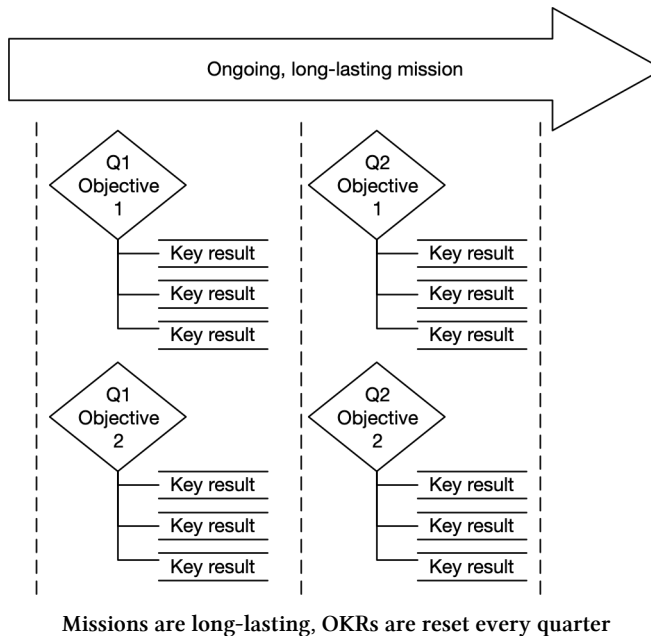 Ongoing, long-lasting mission
Q1
Objective
1
Key result
Key result
Key result
Q2
Objective
1
Key result
Key result
Key result
Q1
Objective
2
Key result
Key result
Key result
Q2
Objective
2
Key result
Key result
Key result
Missions are long-lasting, OKRs are reset every quarter